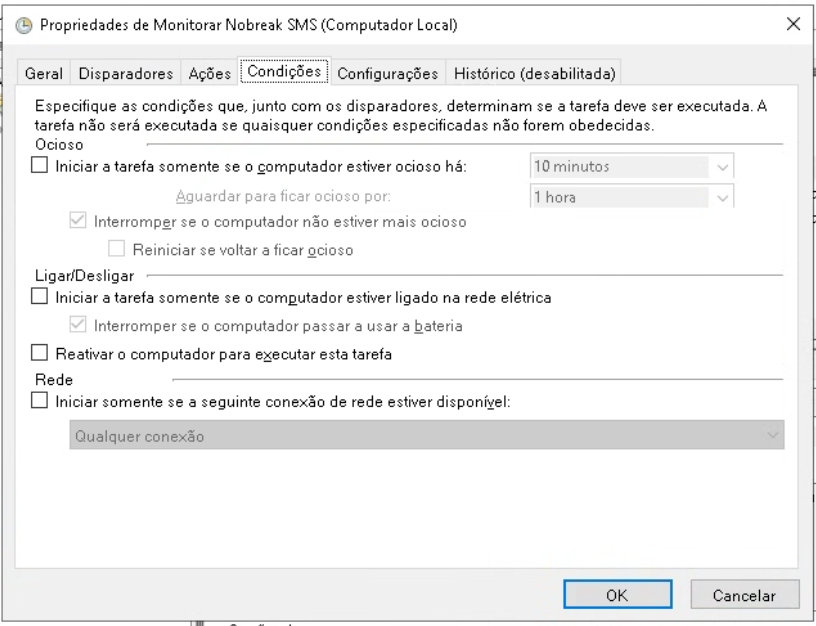 Propriedades de Monitorar Nobreak SMS (Computador Local)
Geral Disparadores Ações Condições Configurações Histórico (desabilitada)
Especifique as condições que, junto com os disparadores, determinam se a tarefa deve ser executada. A
tarefa não será executada se quaisquer condições especificadas não forem obedecidas.
Ocioso
Iniciar a tarefa somente se o computador estiver ocioso há: 10 minutos
Aguardar para ficar ocioso por: 1 hora
Interromper se o computador não estiver mais ocioso
Reiniciar se voltar a ficar ocioso
Ligar/Desligar
Iniciar a tarefa somente se o computador estiver ligado na rede elétrica
Interromper se o computador passar a usar a bateria
Reativar o computador para executar esta tarefa
Rede
Iniciar somente se a seguinte conexão de rede estiver disponível:
Qualquer conexão
OK Cancelar